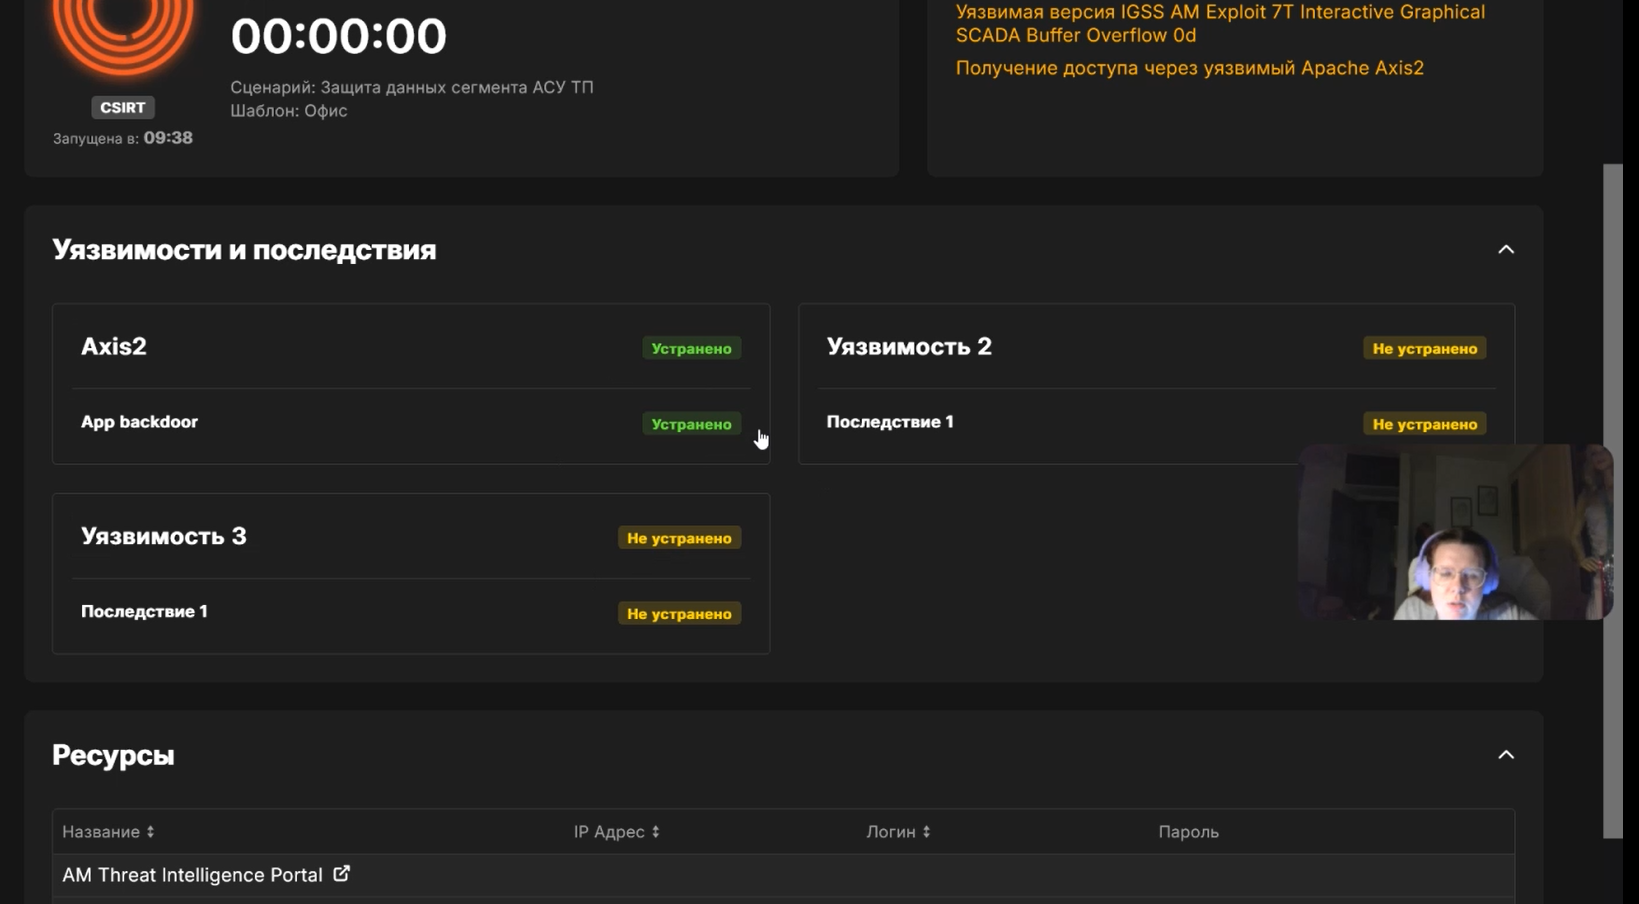 00:00:00
Сценарий: Защита данных сегмента АСУ ТП
Шаблон: Офис
CSIRT
Запущена в: 09:38
Уязвимая версия IGSS AM Exploit 7T Interactive Graphical
SCADA Buffer Overflow 0d
Получение доступа через уязвимый Apache Axis2
Уязвимости и последствия
Axis2
Устранено
App backdoor
Устранено
Уязвимость 2
Не устранено
Последствие 1
Не устранено
Уязвимость 3
Не устранено
Последствие 1
Не устранено
Ресурсы
Название
IP Адрес
Логин
Пароль
AM Threat Intelligence Portal